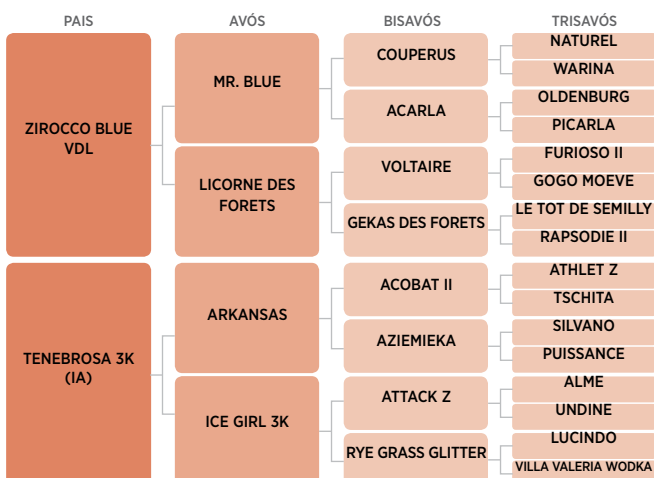 PAIS
AVÓS
BISAVÓS
TRISAVÓS
ZIROCCO BLUE
VDL
MR. BLUE
COUPERUS
NATUREL
WARINA
ACARLA
OLDENBURG
PICARLA
LICORNE DES
FORETS
VOLTAIRE
FURIOSO II
GOGO MOEVE
GEKAS DES FORETS
LE TOT DE SEMILLY
RAPSODIE II
TENEBROSA 3K
(IA)
ARKANSAS
ACOBAT II
ATHLET Z
TSCHITA
AZIEMIEKA
SILVANO
PUISSANCE
ICE GIRL 3K
ATTACK Z
ALME
UNDINE
RYE GRASS GLITTER
LUCINDO
VILLA VALERIA WODKA